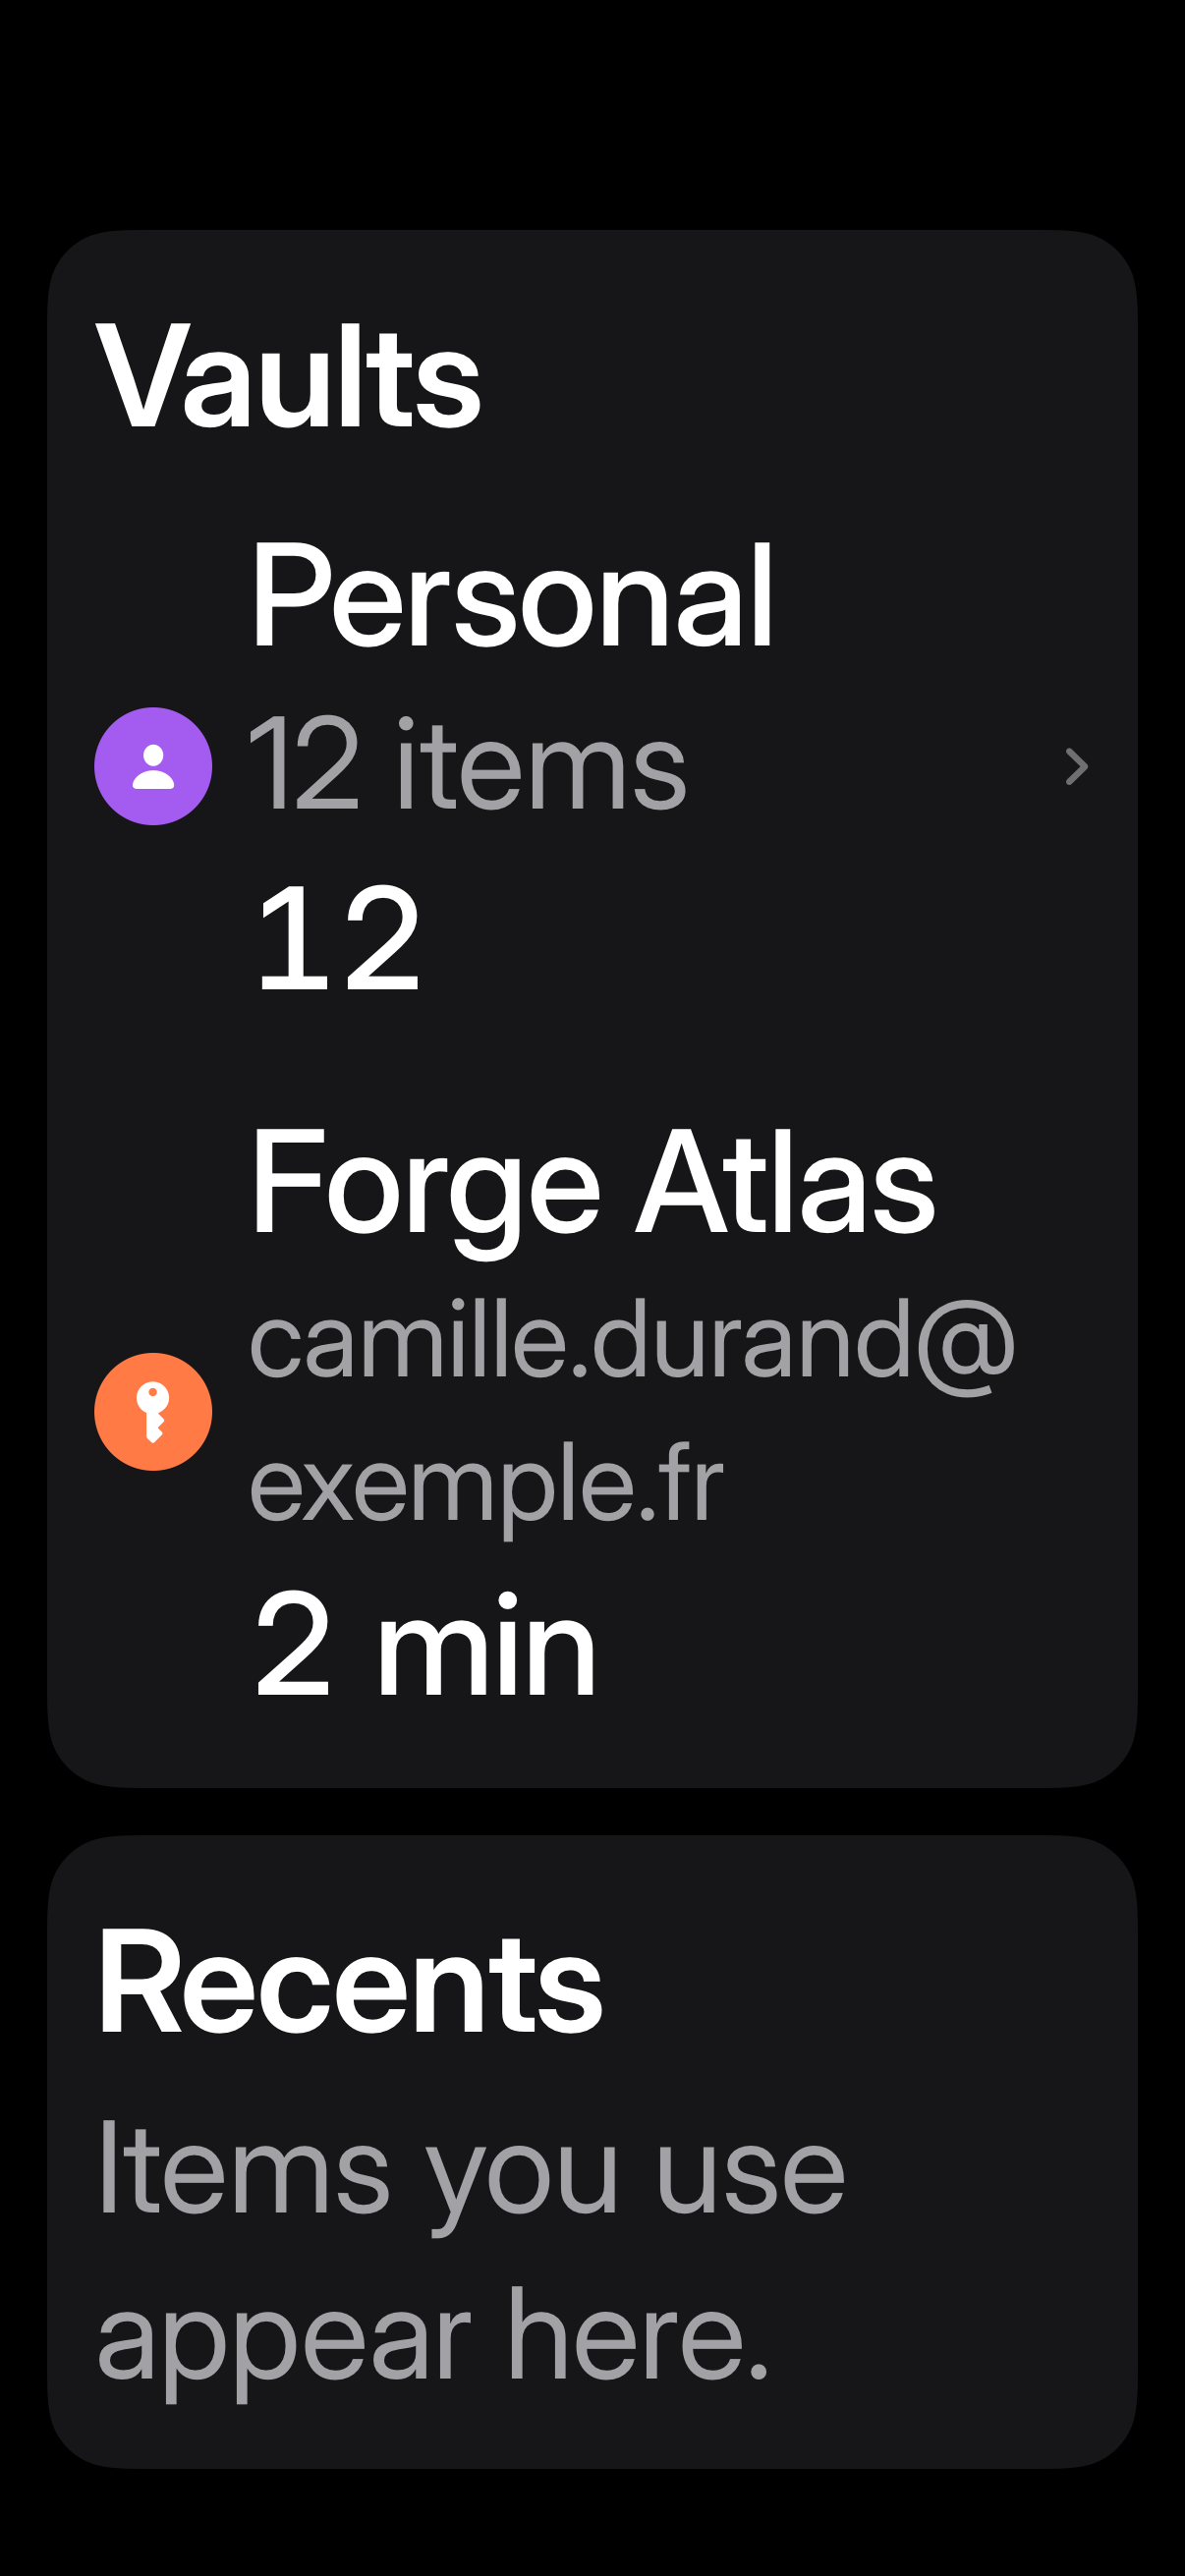 Vaults
Personal
12 items
12
Forge Atlas
camille.durand@
exemple.fr
2 min
Recents
Items you use
appear here.